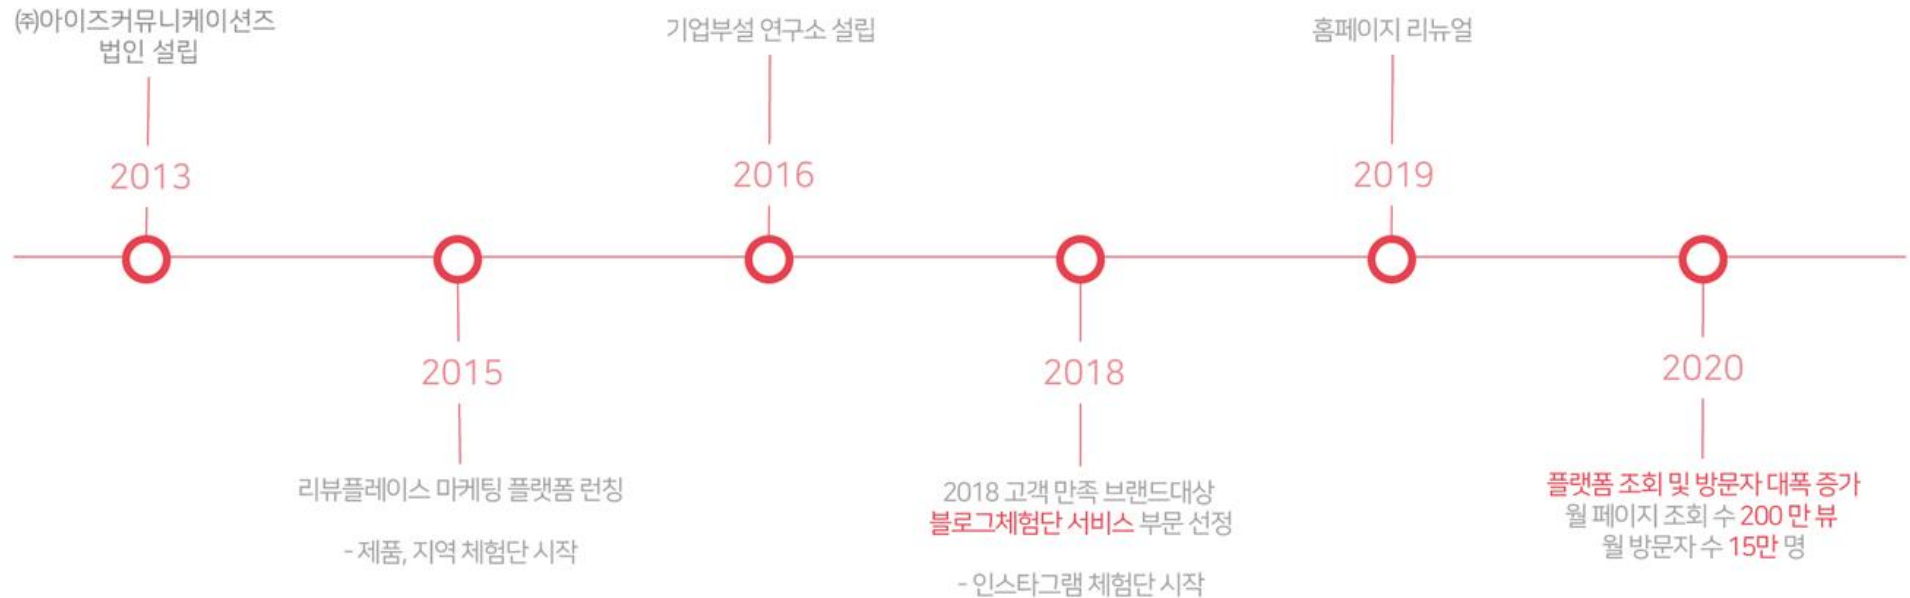 ㈜아이즈커뮤니케이션즈
법인 설립
2013
2015
리뷰플레이스 마케팅 플랫폼 런칭
- 제품, 지역 체험단 시작
기업부설 연구소 설립
2016
2018
2018 고객 만족 브랜드대상
블로그체험단 서비스 부문 선정
- 인스타그램 체험단 시작
홈페이지 리뉴얼
2019
2020
플랫폼 조회 및 방문자 대폭 증가
월 페이지 조회 수 200 만 뷰
월 방문자 수 15만 명